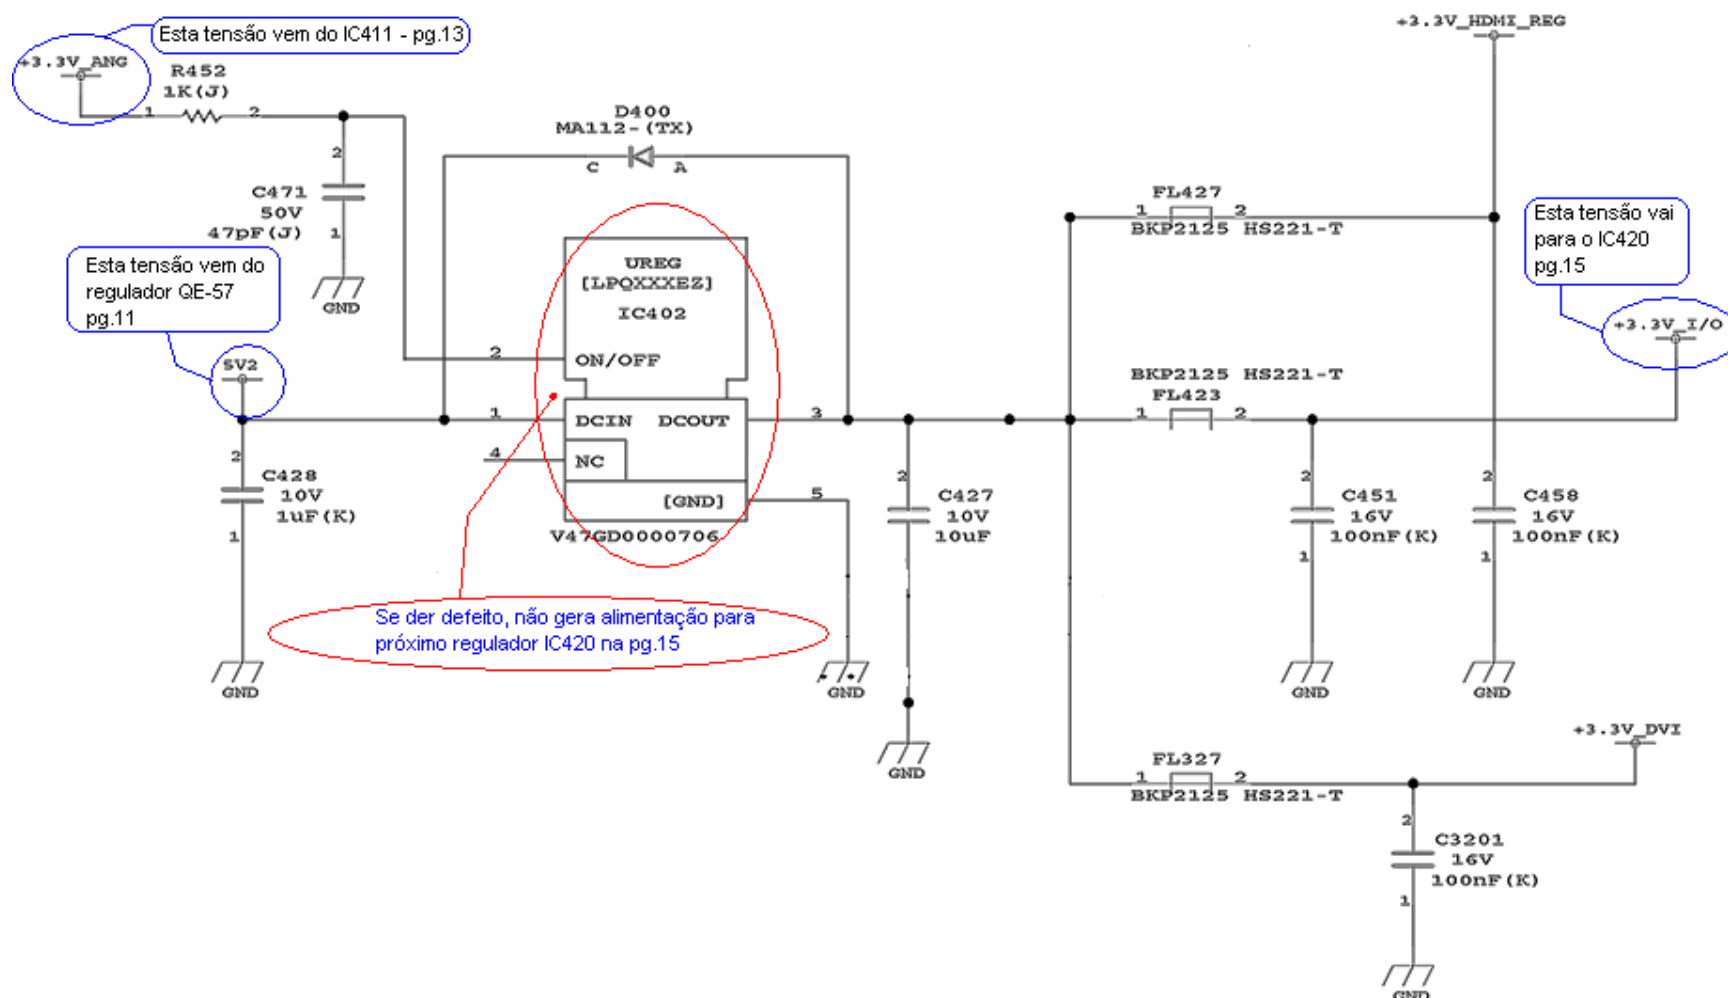 Esta tensão vem do IC411 - pg.13
+3.3V_ANG
R452
1K(J)
1
2
2
C471
50V
47pF(J)
1
GND
Esta tensão vem do
regulador QE-57
pg.11
5V2
2
C428
10V
1uF(K)
1
GND
D400
MA112-(TX)
C
A
UREG
[LPQXXXEZ]
IC402
2
ON/OFF
1
DCIN
DCOUT
3
4
NC
[GND]
5
V47GD0000706
Se der defeito, não gera alimentação para
próximo regulador IC420 na pg.15
GND
2
C427
10V
10uF
GND
+3.3V_HDMI_REG
FL427
1
2
BKP2125 HS221-T
Esta tensão vai
para o IC420
pg.15
+3.3V_I/O
BKP2125 HS221-T
FL423
1
2
2
C451
16V
100nF(K)
1
GND
2
C458
16V
100nF(K)
1
GND
+3.3V_DVI
FL327
1
2
BKP2125 HS221-T
2
C3201
16V
100nF(K)
1
GND